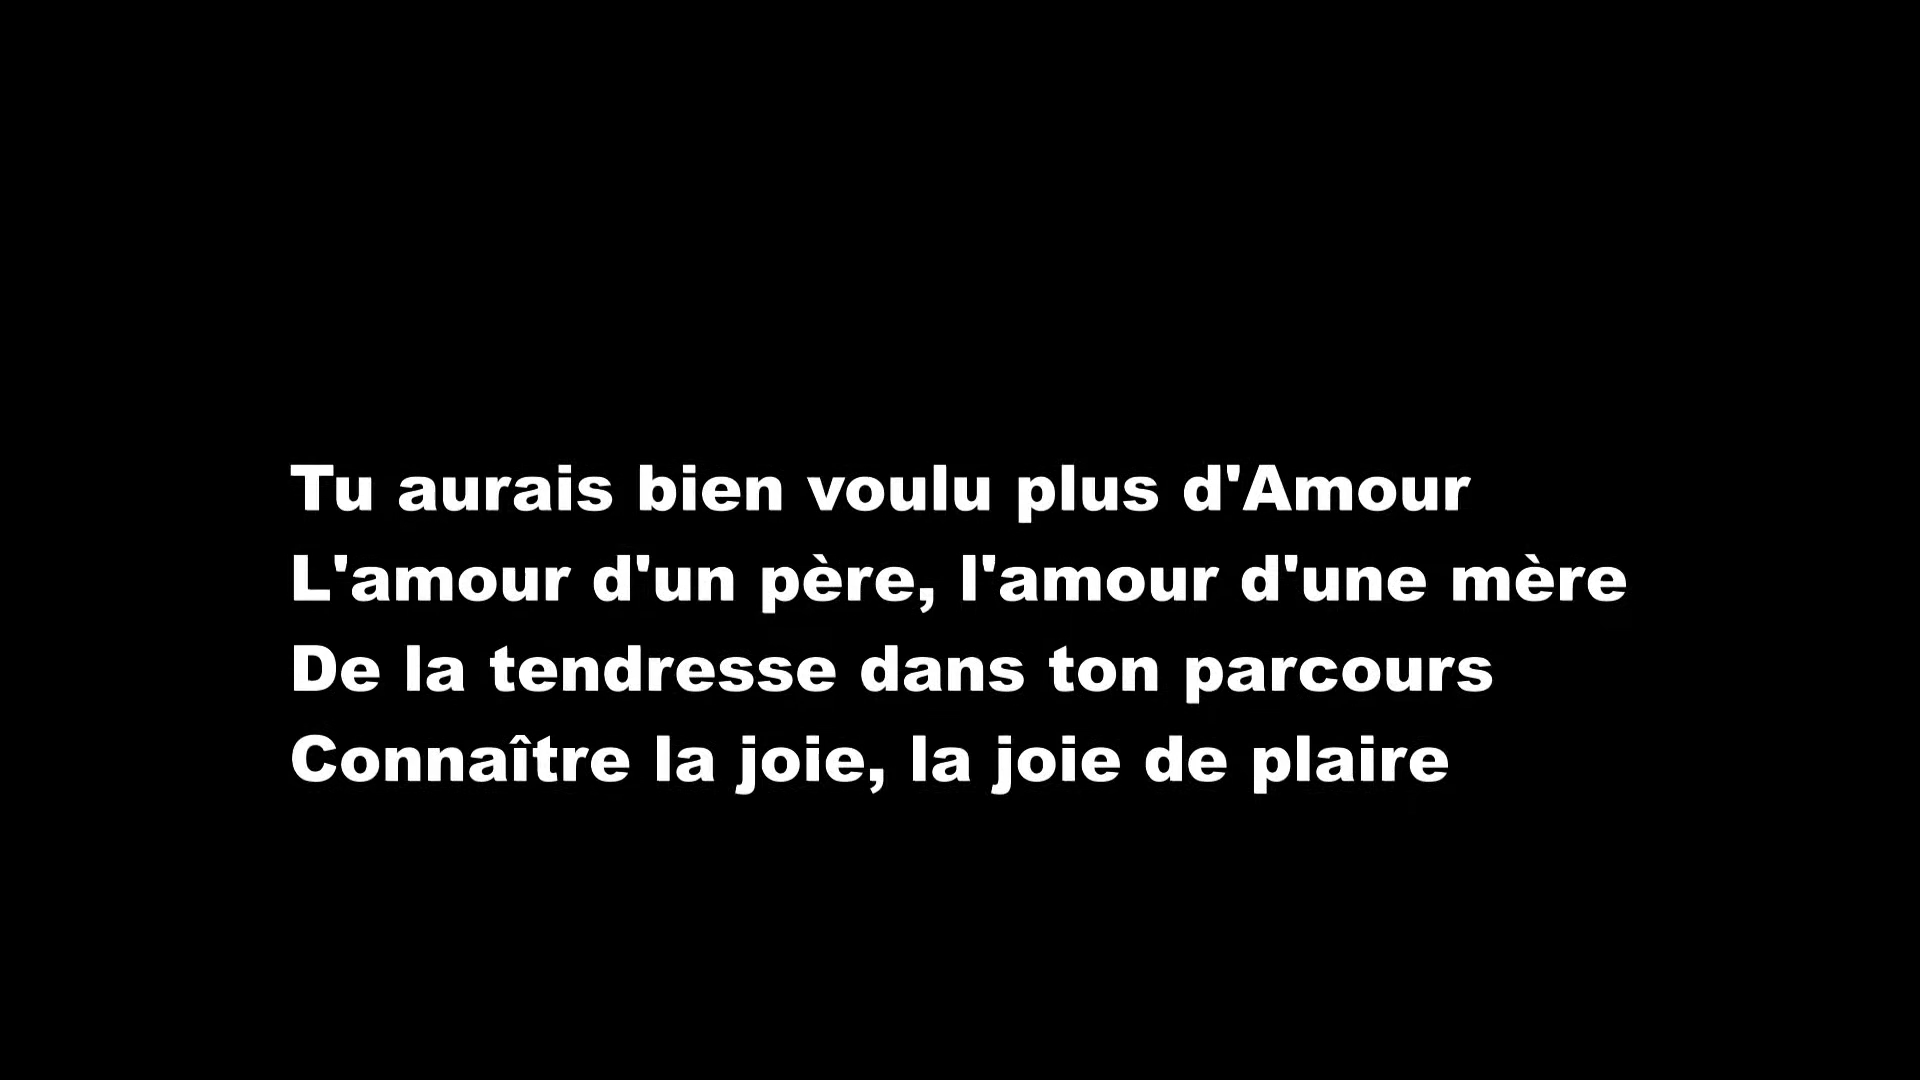 Tu aurais bien voulu plus d'Amour
L'amour d'un père, l'amour d'une mère
De la tendresse dans ton parcours
Connaître la joie, la joie de plaire